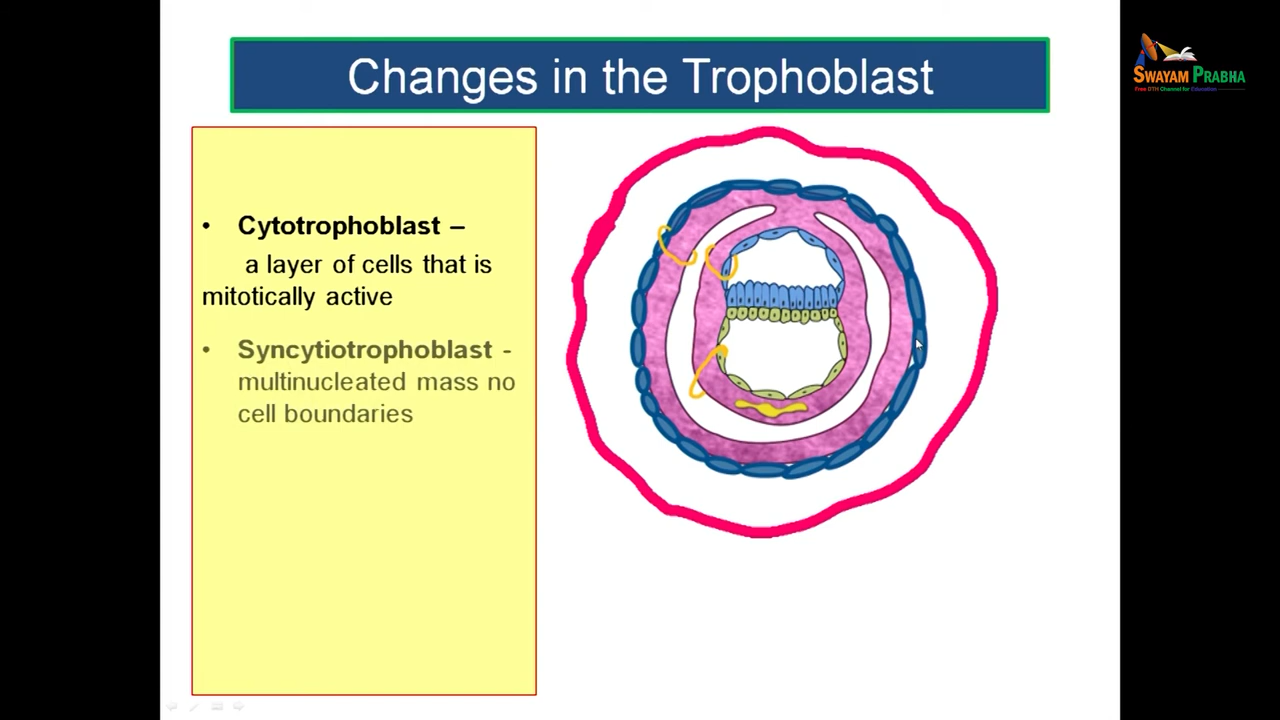 Changes in the Trophoblast
SWAYAM PRABHA
Free DTH Channel for Education
• Cytotrophoblast –
a layer of cells that is
mitotically active
• Syncytiotrophoblast -
multinucleated mass no
cell boundaries